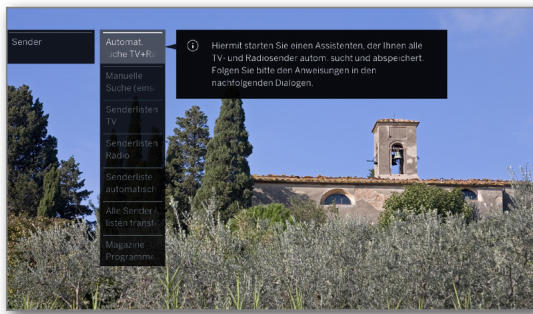 Sender
Automat.
uche TV+Ra
Manuelle
Suche (eins
Senderlisten
TV
Senderlisten
Radio
Senderliste
automatisch
Alle Sender
listen transf
Magazine
Programme
Hiermit starten Sie einen Assistenten, der Ihnen alle
TV- und Radiosender autom. sucht und abspeichert.
Folgen Sie bitte den Anweisungen in den
nachfolgenden Dialogen.